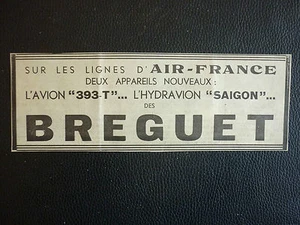 SUR LES LIGNES D'AIR-FRANCE
DEUX APPAREILS NOUVEAUX :
L'AVION "393-T"... L'HYDRAVION "SAIGON"...
DES
BREGUET